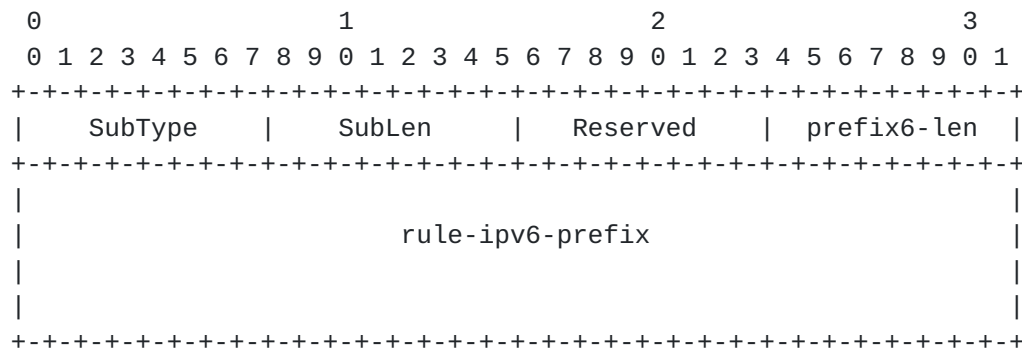 0                   1                   2                   3
 0 1 2 3 4 5 6 7 8 9 0 1 2 3 4 5 6 7 8 9 0 1 2 3 4 5 6 7 8 9 0 1
+-+-+-+-+-+-+-+-+-+-+-+-+-+-+-+-+-+-+-+-+-+-+-+-+-+-+-+-+-+-+-+-+
|    SubType    |    SubLen     |   Reserved    |  prefix6-len  |
+-+-+-+-+-+-+-+-+-+-+-+-+-+-+-+-+-+-+-+-+-+-+-+-+-+-+-+-+-+-+-+-+
|                                                               |
|                        rule-ipv6-prefix                       |
|                                                               |
|                                                               |
+-+-+-+-+-+-+-+-+-+-+-+-+-+-+-+-+-+-+-+-+-+-+-+-+-+-+-+-+-+-+-+-+